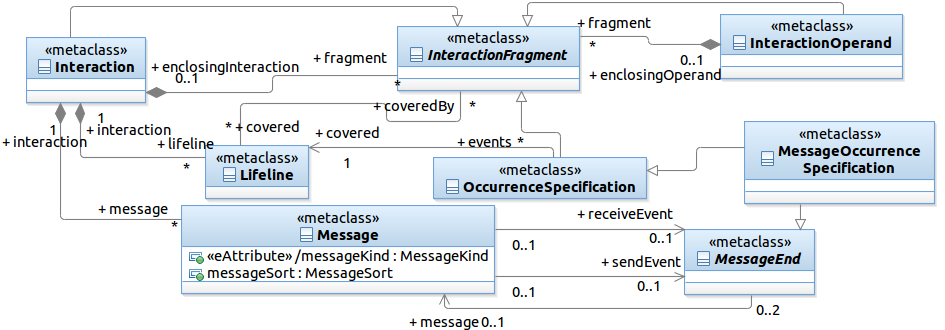 «metaclass»
Interaction
«metaclass»
InteractionFragment
+ fragment
«metaclass»
InteractionOperand
*
0..1
+ enclosingOperand
+ enclosingInteraction
0..1
+ fragment
*
+ coveredBy
*
1
+ interaction
1
+ interaction
+ lifeline
*
* + covered
«metaclass»
Lifeline
+ covered
1
+ events
*
«metaclass»
OccurrenceSpecification
«metaclass»
MessageOccurrence
Specification
+ message
*
«metaclass»
Message
«eAttribute» /messageKind : MessageKind
messageSort : MessageSort
+ receiveEvent
0..1
0..1
+ sendEvent
0..1
0..1
«metaclass»
MessageEnd
+ message 0..1
0..2